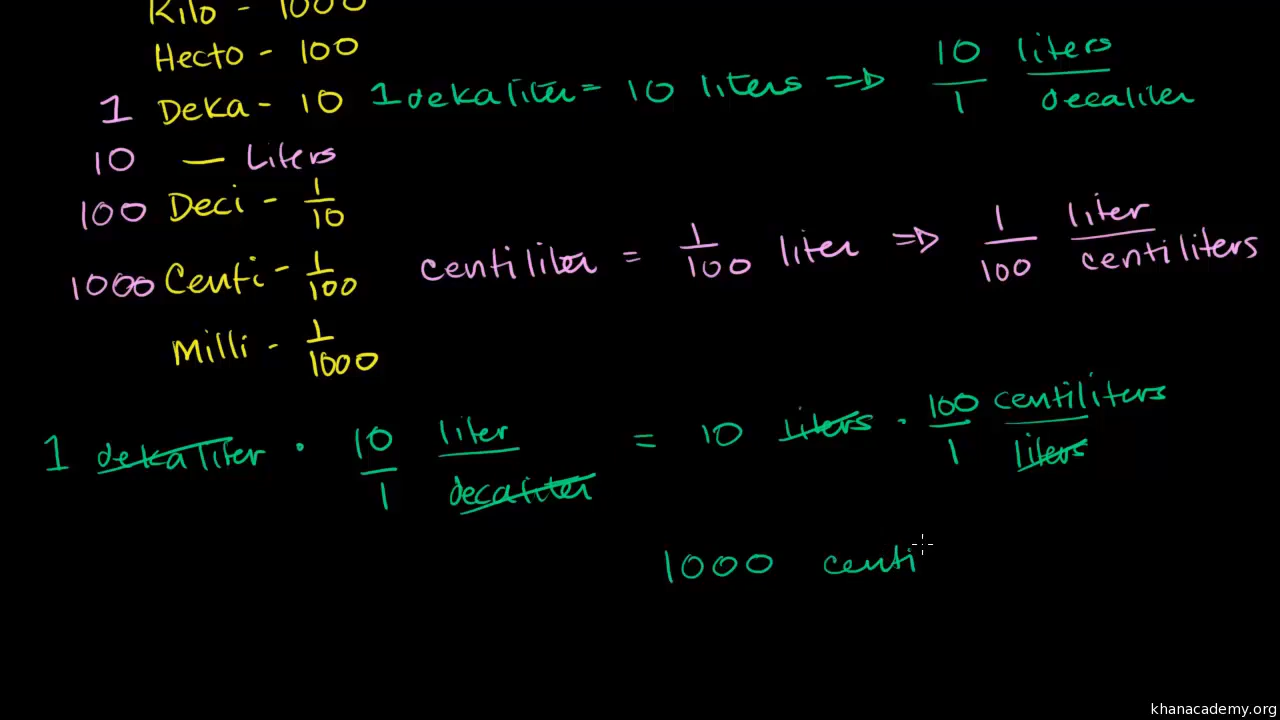 Kilo - 1000
Hecto - 100
1 Deka - 10 1 dekaliter = 10 liters ⇒ 10/1 liters/decaliter
10 — Liters
100 Deci - 1/10
centiliter = 1/100 liter ⇒ 1/100 liter/centiliters
1000 Centi - 1/100
Milli - 1/1000
1 dekaliter · 10/1 liter/decaliter = 10 liters · 100/1 centiliters/liters
1000 centi
khanacademy.org